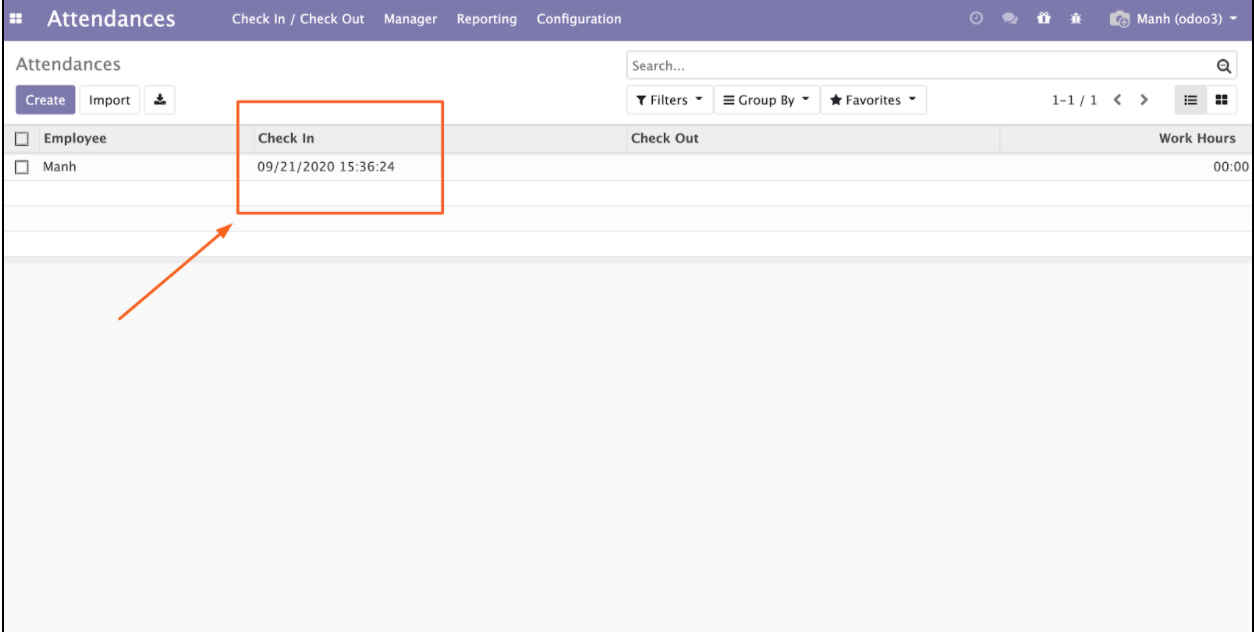 Attendances Check In / Check Out Manager Reporting Configuration Manh (odoo3)
Attendances Search...
Create Import Filters Group By Favorites 1-1 / 1
Employee Check In Check Out Work Hours
Manh 09/21/2020 15:36:24 00:00